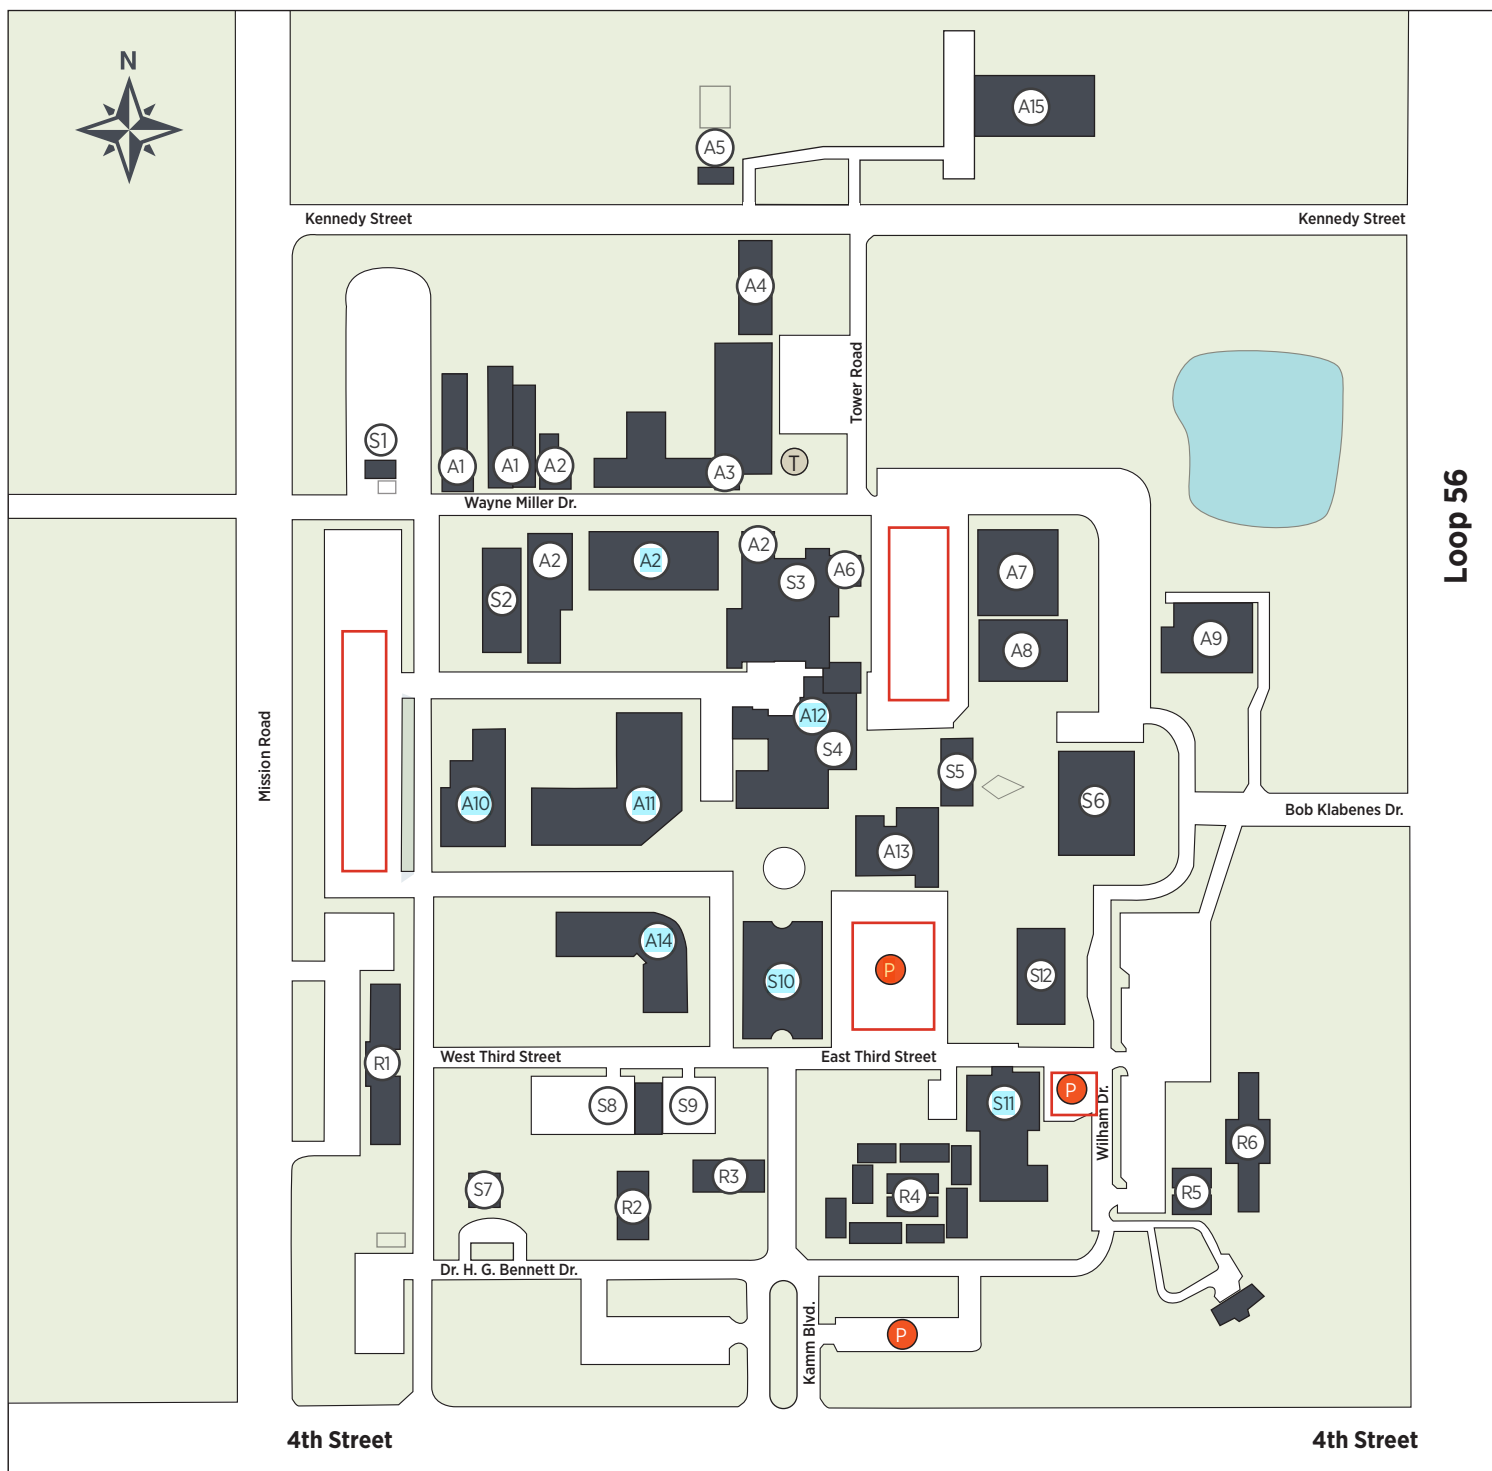 N
A15
A5
Kennedy Street
Kennedy Street
A4
Tower Road
S1
A1
A1
A2
A3
T
Wayne Miller Dr.
Loop 56
A2
A2
A2
S3
A6
S2
A7
A8
A9
Mission Road
A12
S4
S5
S6
A10
A11
Bob Klabenes Dr.
A13
A14
S10
P
S12
R1
West Third Street
East Third Street
S8
S9
S11
P
Wilham Dr.
R6
S7
R2
R3
R4
R5
Dr. H. G. Bennett Dr.
Kamm Blvd.
P
4th Street
4th Street